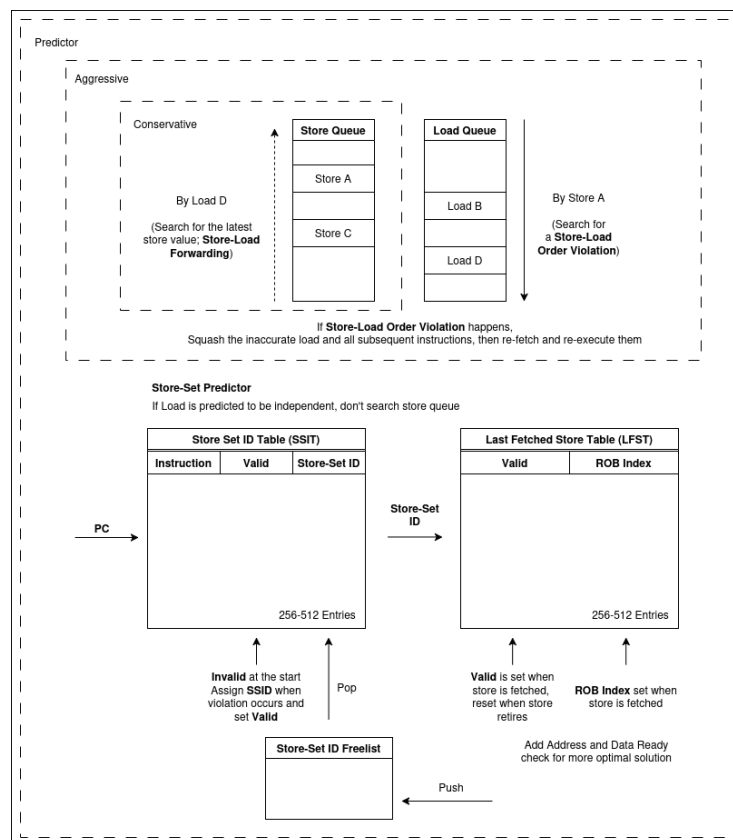 Predictor
Aggressive
Conservative
By Load D
(Search for the latest
store value; Store-Load
Forwarding)
Store Queue
Store A
Store C
Load Queue
Load B
Load D
By Store A
(Search for
a Store-Load
Order Violation)
If Store-Load Order Violation happens,
Squash the inaccurate load and all subsequent instructions, then re-fetch and re-execute them
Store-Set Predictor
If Load is predicted to be independent, don't search store queue
PC
Store Set ID Table (SSIT)
Instruction Valid Store-Set ID
256-512 Entries
Store-Set
ID
Last Fetched Store Table (LFST)
Valid ROB Index
256-512 Entries
Invalid at the start
Assign SSID when
violation occurs and
set Valid
Pop
Valid is set when
store is fetched,
reset when store
retires
ROB Index set when
store is fetched
Store-Set ID Freelist
Push
Add Address and Data Ready
check for more optimal solution